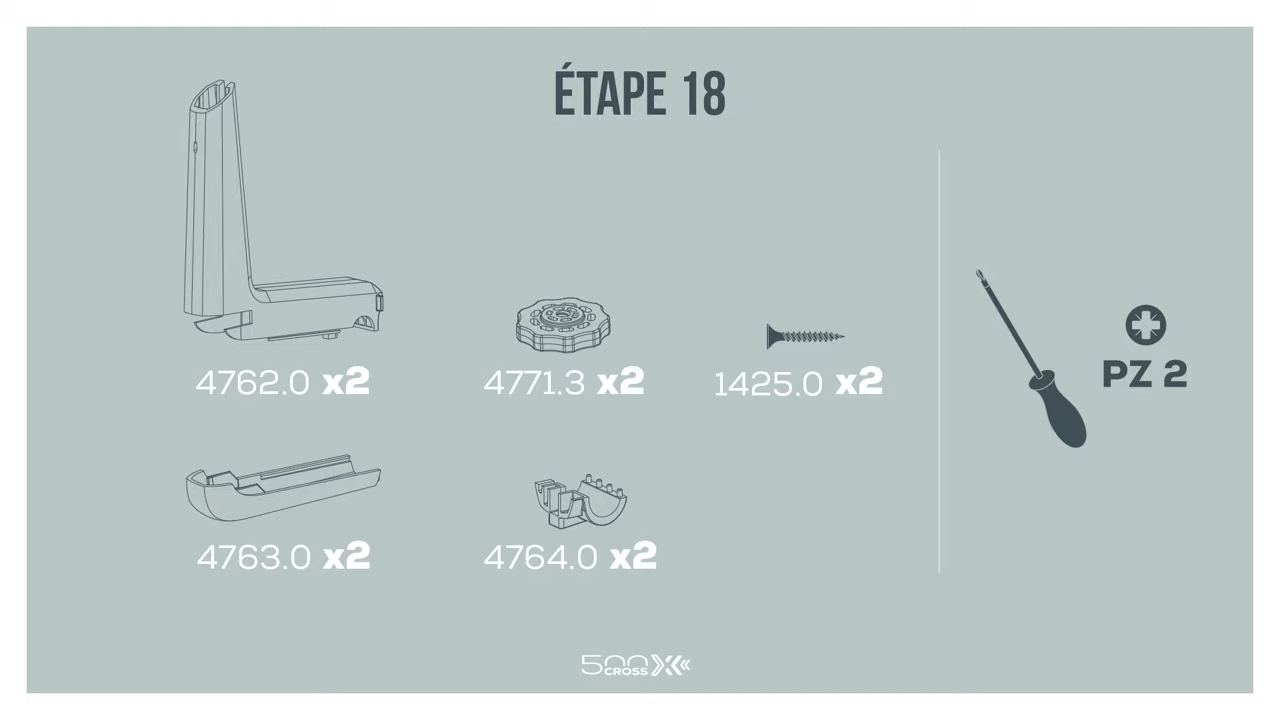 ÉTAPE 18
4762.0 x2
4771.3 x2
1425.0 x2
PZ 2
4763.0 x2
4764.0 x2
500 CROSS